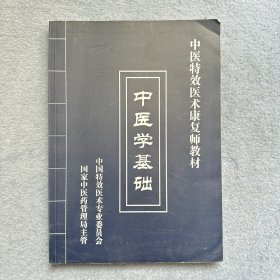 中医特效医术康复师教材
中医学基础
中国特效医术专业委员会
国家中医药管理局主管